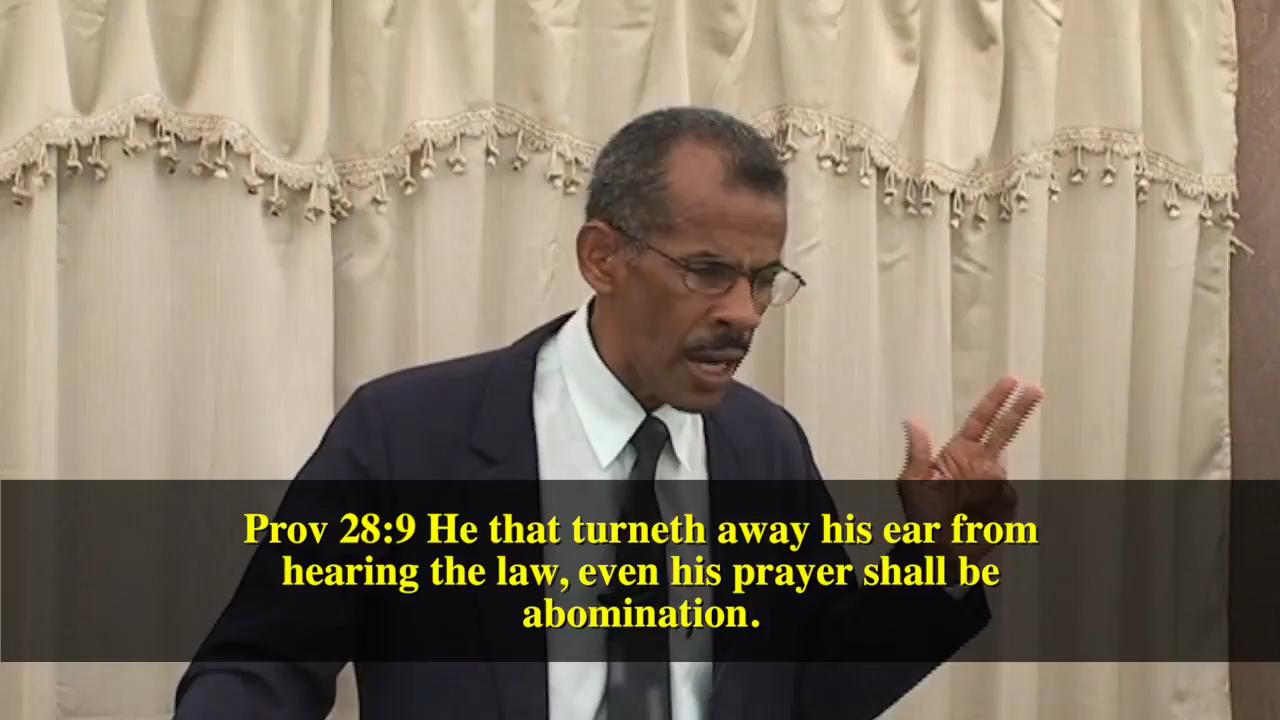 Prov 28:9 He that turneth away his ear from
hearing the law, even his prayer shall be
abomination.